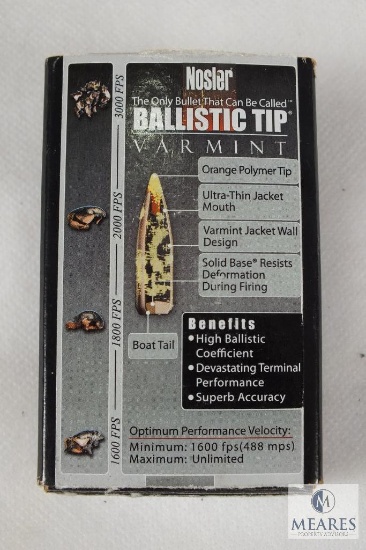 Nosler
The Only Bullet That Can Be Called™
BALLISTIC TIP®
VARMINT
3000 FPS
2000 FPS
1800 FPS
1600 FPS
Orange Polymer Tip
Ultra-Thin Jacket
Mouth
Varmint Jacket Wall
Design
Solid Base® Resists
Deformation
During Firing
Boat Tail
Benefits
•High Ballistic
Coefficient
•Devastating Terminal
Performance
•Superb Accuracy
Optimum Performance Velocity:
Minimum: 1600 fps(488 mps)
Maximum: Unlimited
M
MEARES
PROPERTY ADVISORS